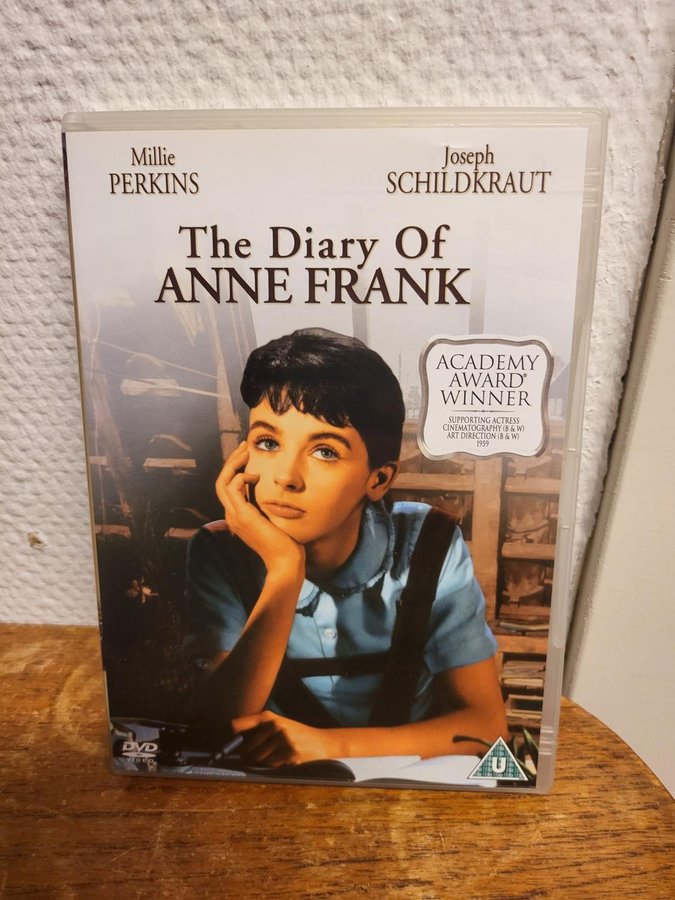 Millie
PERKINS
Joseph
SCHILDKRAUT
The Diary Of
ANNE FRANK
ACADEMY
AWARD®
WINNER
SUPPORTING ACTRESS
CINEMATOGRAPHY (B & W)
ART DIRECTION (B & W)
1959
DVD
VIDEO
U